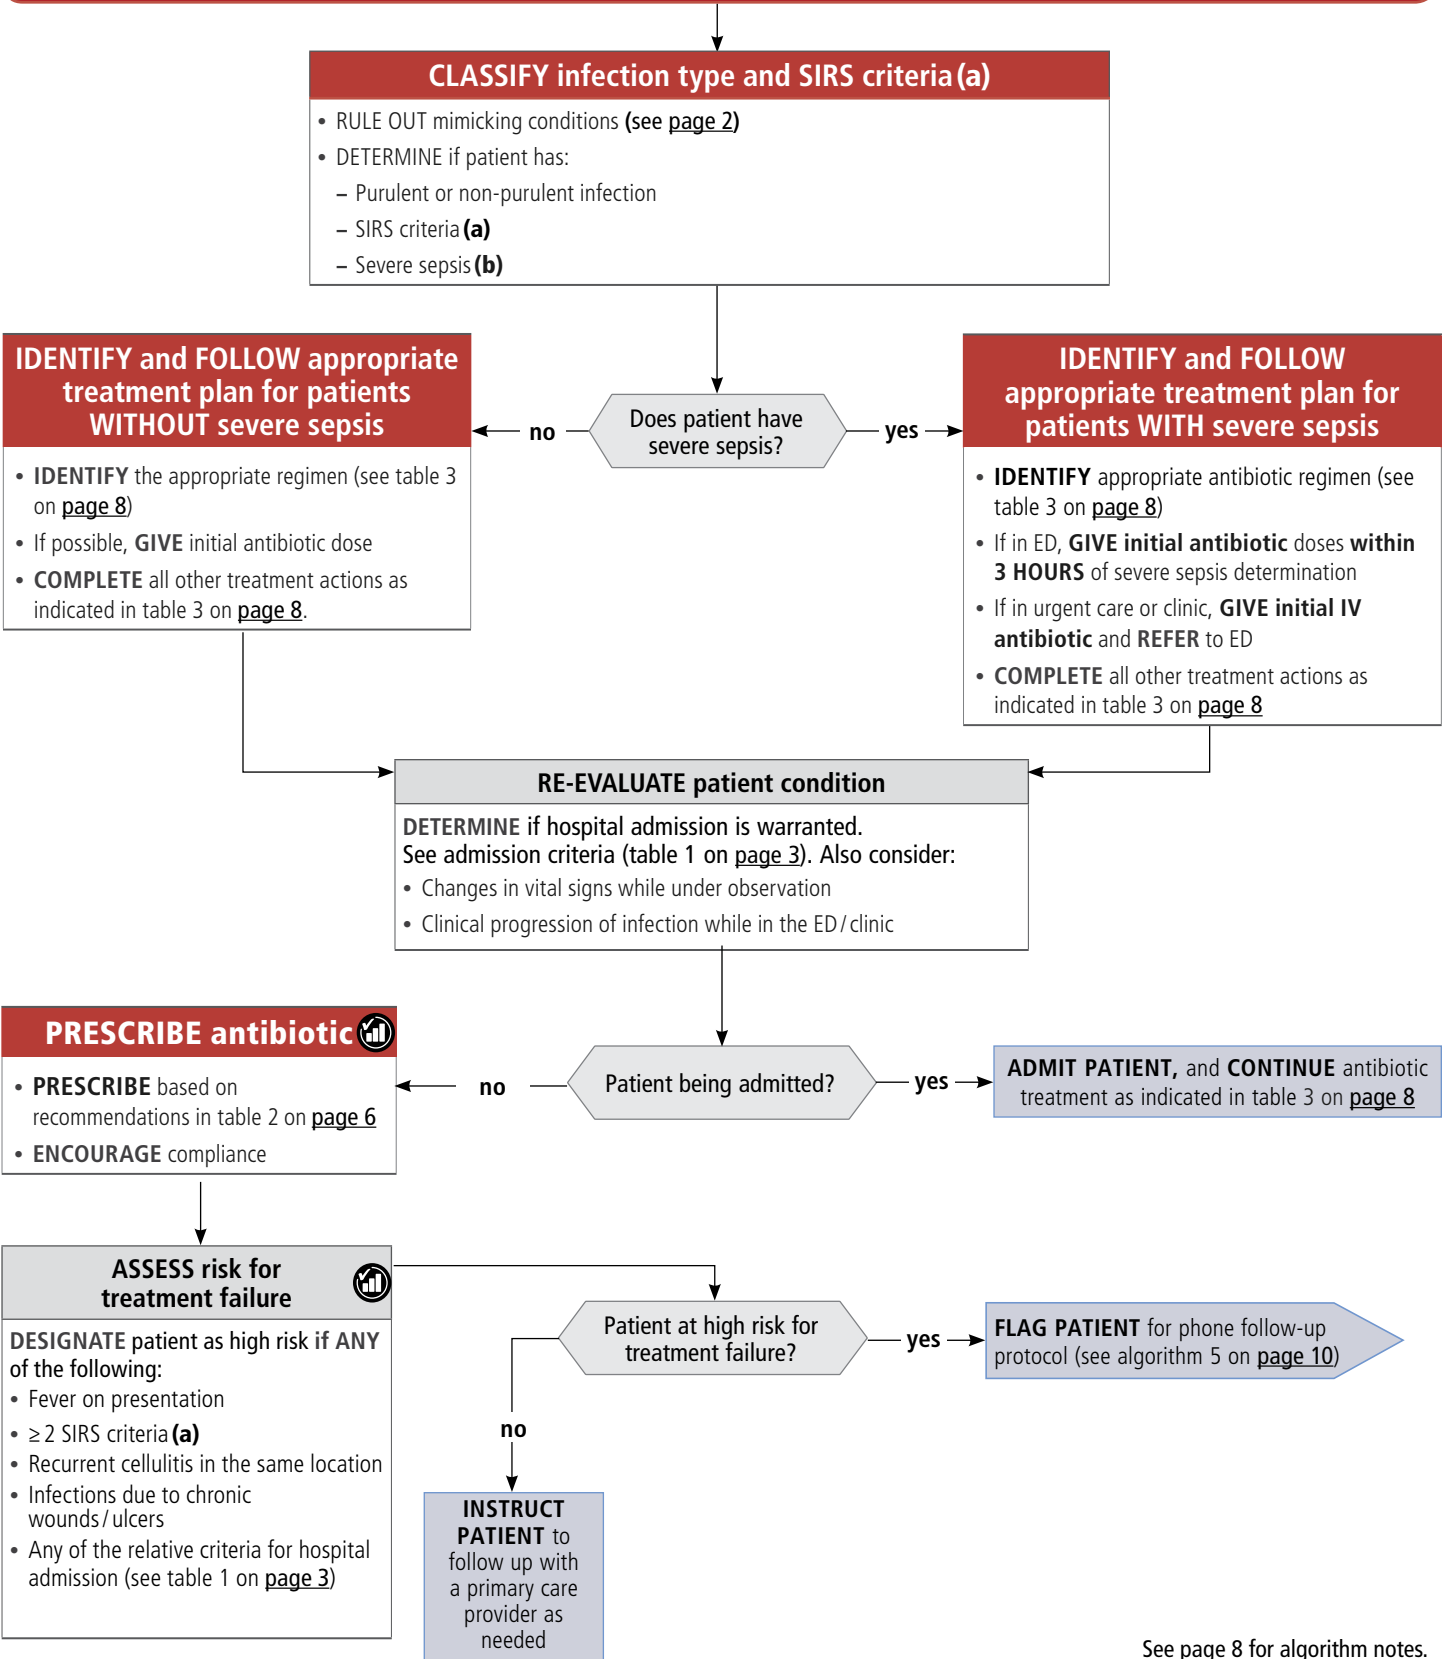 CLASSIFY infection type and SIRS criteria (a)
• RULE OUT mimicking conditions (see page 2)
• DETERMINE if patient has:
– Purulent or non-purulent infection
– SIRS criteria (a)
– Severe sepsis (b)
IDENTIFY and FOLLOW appropriate
treatment plan for patients
WITHOUT severe sepsis
• IDENTIFY the appropriate regimen (see table 3
on page 8)
• If possible, GIVE initial antibiotic dose
• COMPLETE all other treatment actions as
indicated in table 3 on page 8.
no
Does patient have
severe sepsis?
yes
IDENTIFY and FOLLOW
appropriate treatment plan for
patients WITH severe sepsis
• IDENTIFY appropriate antibiotic regimen (see
table 3 on page 8)
• If in ED, GIVE initial antibiotic doses within
3 HOURS of severe sepsis determination
• If in urgent care or clinic, GIVE initial IV
antibiotic and REFER to ED
• COMPLETE all other treatment actions as
indicated in table 3 on page 8
RE-EVALUATE patient condition
DETERMINE if hospital admission is warranted.
See admission criteria (table 1 on page 3). Also consider:
• Changes in vital signs while under observation
• Clinical progression of infection while in the ED/clinic
PRESCRIBE antibiotic
• PRESCRIBE based on
recommendations in table 2 on page 6
• ENCOURAGE compliance
no
Patient being admitted?
yes
ADMIT PATIENT, and CONTINUE antibiotic
treatment as indicated in table 3 on page 8
ASSESS risk for
treatment failure
DESIGNATE patient as high risk if ANY
of the following:
• Fever on presentation
• ≥ 2 SIRS criteria (a)
• Recurrent cellulitis in the same location
• Infections due to chronic
wounds/ulcers
• Any of the relative criteria for hospital
admission (see table 1 on page 3)
Patient at high risk for
treatment failure?
yes
FLAG PATIENT for phone follow-up
protocol (see algorithm 5 on page 10)
no
INSTRUCT
PATIENT to
follow up with
a primary care
provider as
needed
See page 8 for algorithm notes.